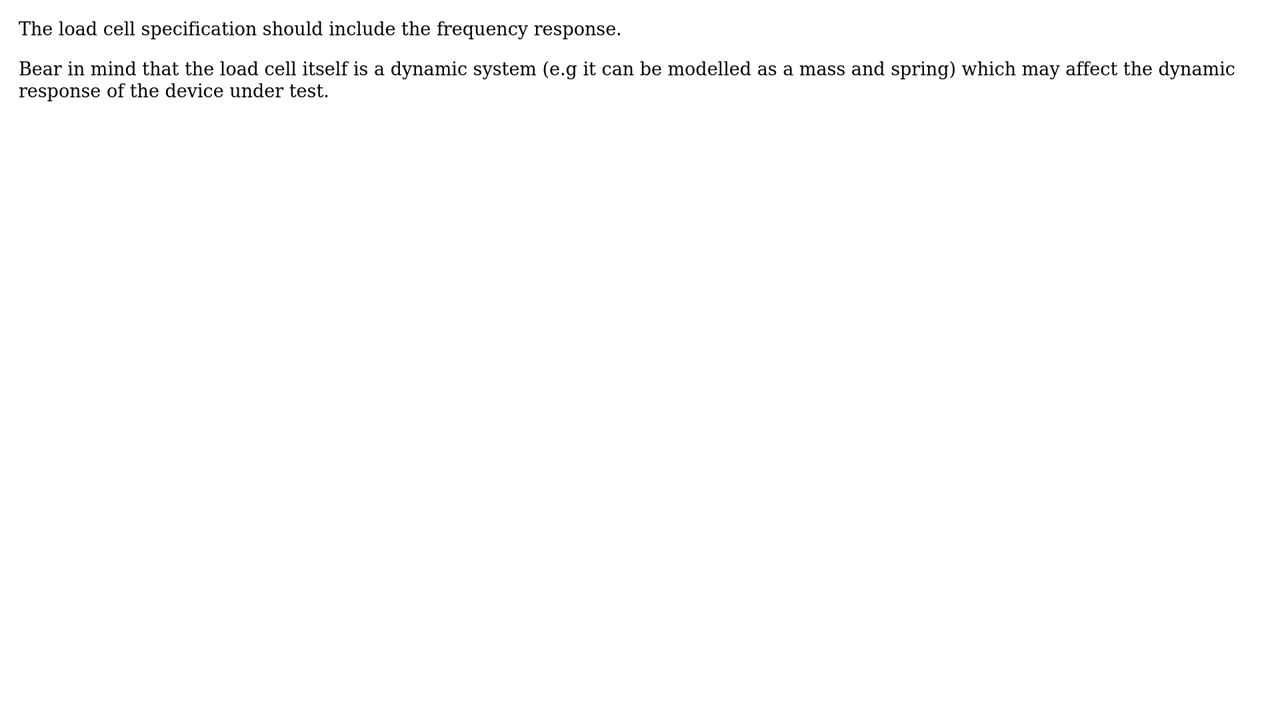 The load cell specification should include the frequency response.
Bear in mind that the load cell itself is a dynamic system (e.g it can be modelled as a mass and spring) which may affect the dynamic
response of the device under test.